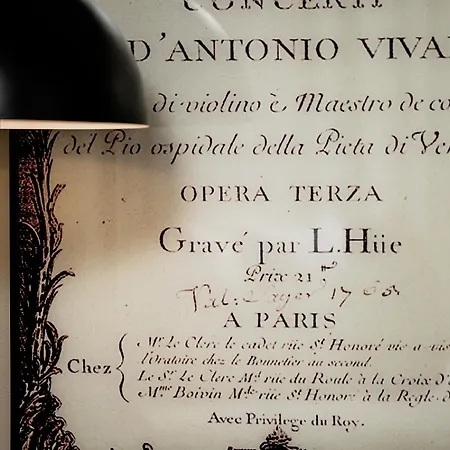 CONCERTI
D'ANTONIO VIVA
di violino è Maestro de co
del Pio ospidale della Pieta di Ve
OPERA TERZA
Gravé par L. Hüe
Prix 21.tt
1765
A PARIS
Chez
Mr. Le Clerc le cadet rüe St Honoré vis a vis
l'Oratoire chez le Bonnetier au second.
Le Sr. Le Clerc Md. rüe du Roule à la Croix d'
Mme Boivin Mde rüe St Honoré à la Regle d'
Avec Privilege du Roy.